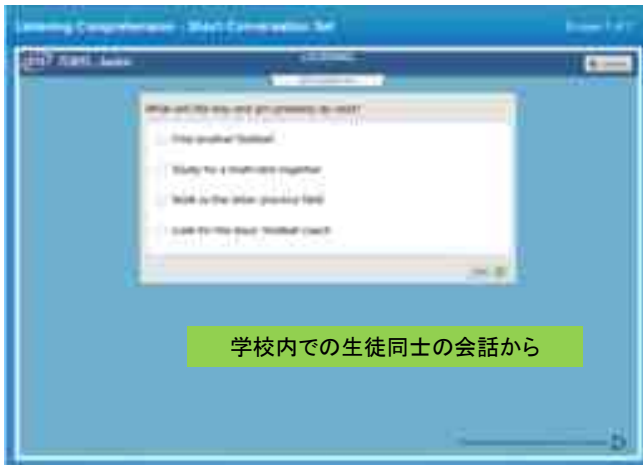 Listening Comprehension - Short Conversation Set
TOEFL Junior
What will the boy and girl probably do next?
Find another football
Study for a math test together
Walk to the other practice field
Look for the boys' football coach
学校内での生徒同士の会話から